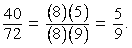 40/72 = (8)(5)/(8)(9) = 5/9.